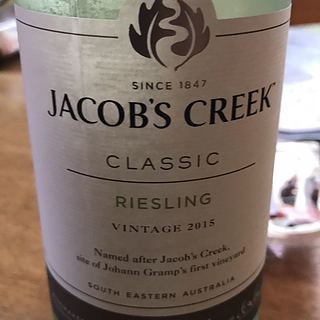 SINCE 1847
JACOB'S CREEK™
CLASSIC
RIESLING
VINTAGE 2015
Named after Jacob's Creek,
site of Johann Gramp's first vineyard
SOUTH EASTERN AUSTRALIA